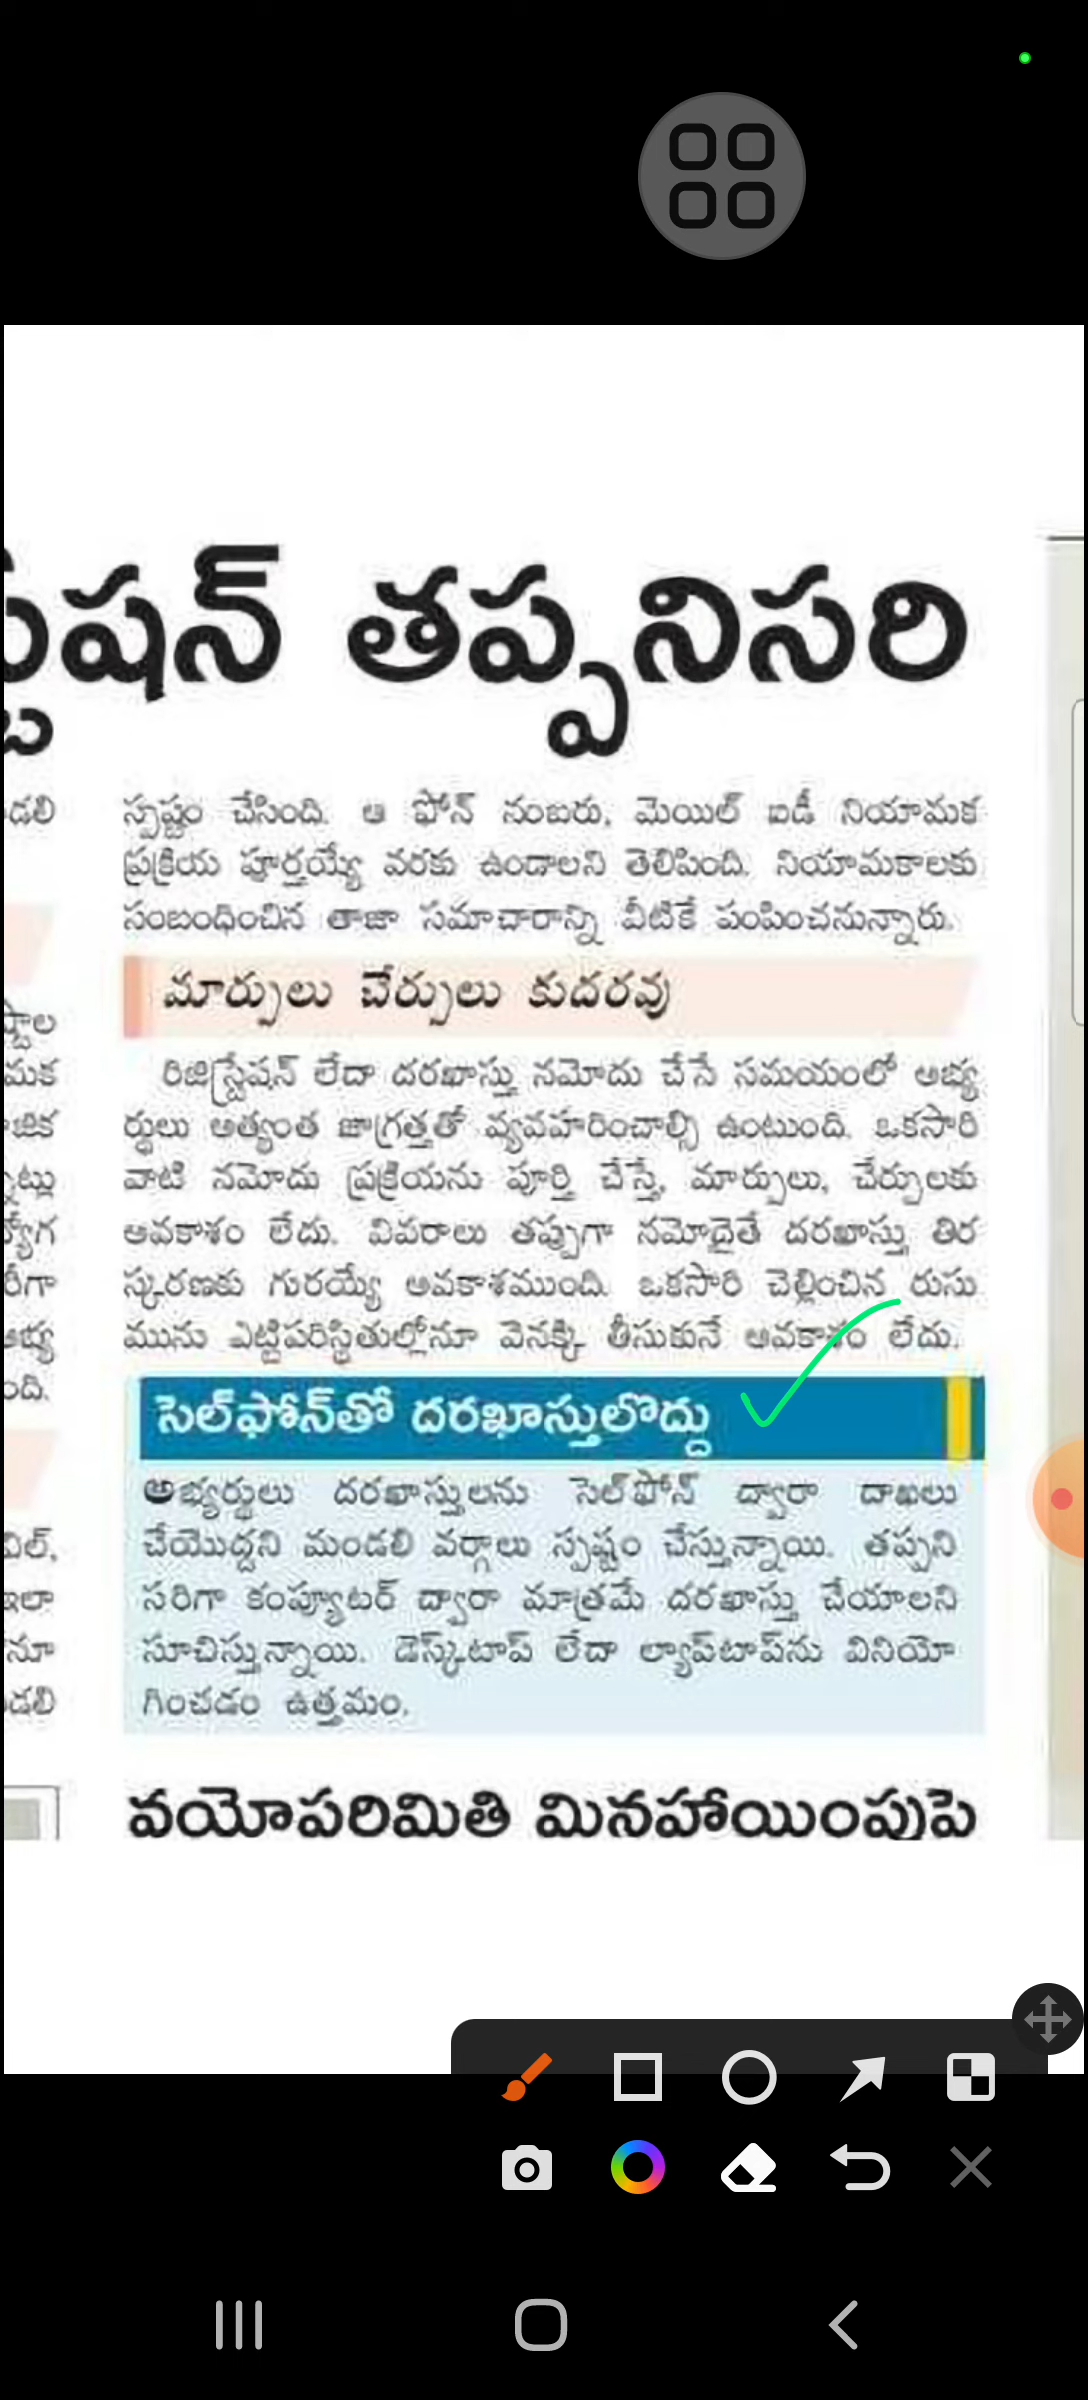 షన్ తప్పనిసరి
డలి
స్పష్టం చేసింది. ఆ ఫోన్ నంబరు, మెయిల్ ఐడీ నియామక
ప్రక్రియ పూర్తయ్యే వరకు ఉండాలని తెలిపింది. నియామకాలకు
సంబంధించిన తాజా సమాచారాన్ని వీటికే పంపించనున్నారు.
మార్పులు చేర్పులు కుదరవు
రిజిస్ట్రేషన్ లేదా దరఖాస్తు నమోదు చేసే సమయంలో అభ్య
ర్థులు అత్యంత జాగ్రత్తతో వ్యవహరించాల్సి ఉంటుంది. ఒకసారి
వాటి నమోదు ప్రక్రియను పూర్తి చేస్తే, మార్పులు, చేర్పులకు
అవకాశం లేదు. వివరాలు తప్పుగా నమోదైతే దరఖాస్తు తిర
స్కరణకు గురయ్యే అవకాశముంది. ఒకసారి చెల్లించిన రుసు
మును ఎట్టిపరిస్థితుల్లోనూ వెనక్కి తీసుకునే అవకాశం లేదు.
సెల్‌ఫోన్‌తో దరఖాస్తులొద్దు
అభ్యర్థులు దరఖాస్తులను సెల్‌ఫోన్ ద్వారా దాఖలు
చేయొద్దని మండలి వర్గాలు స్పష్టం చేస్తున్నాయి. తప్పని
సరిగా కంప్యూటర్ ద్వారా మాత్రమే దరఖాస్తు చేయాలని
సూచిస్తున్నాయి. డెస్క్‌టాప్ లేదా ల్యాప్‌టాప్‌ను వినియో
గించడం ఉత్తమం.
వయోపరిమితి మినహాయింపుపై